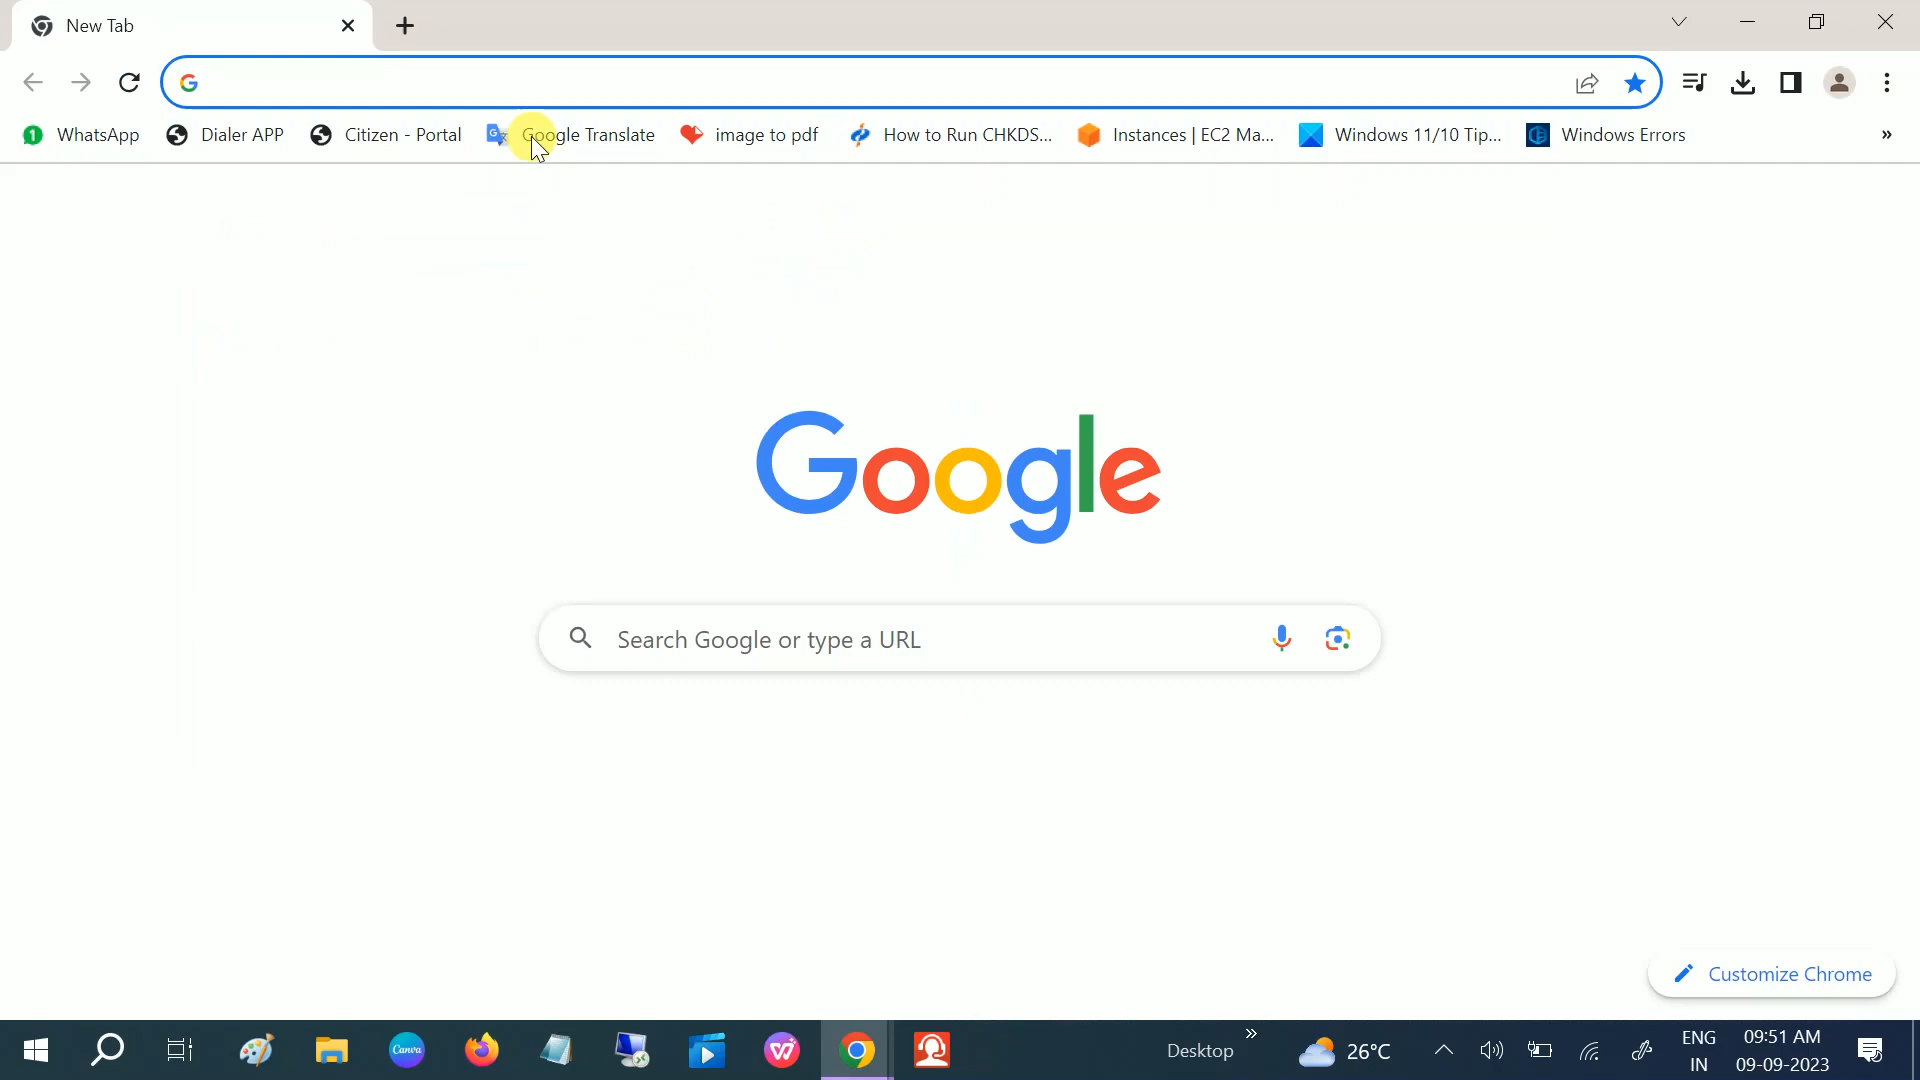 New Tab
WhatsApp
Dialer APP
Citizen - Portal
Google Translate
image to pdf
How to Run CHKDS...
Instances | EC2 Ma...
Windows 11/10 Tip...
Windows Errors
»
Google
Search Google or type a URL
Customize Chrome
Canva
Desktop
»
26°C
ENG
IN
09:51 AM
09-09-2023